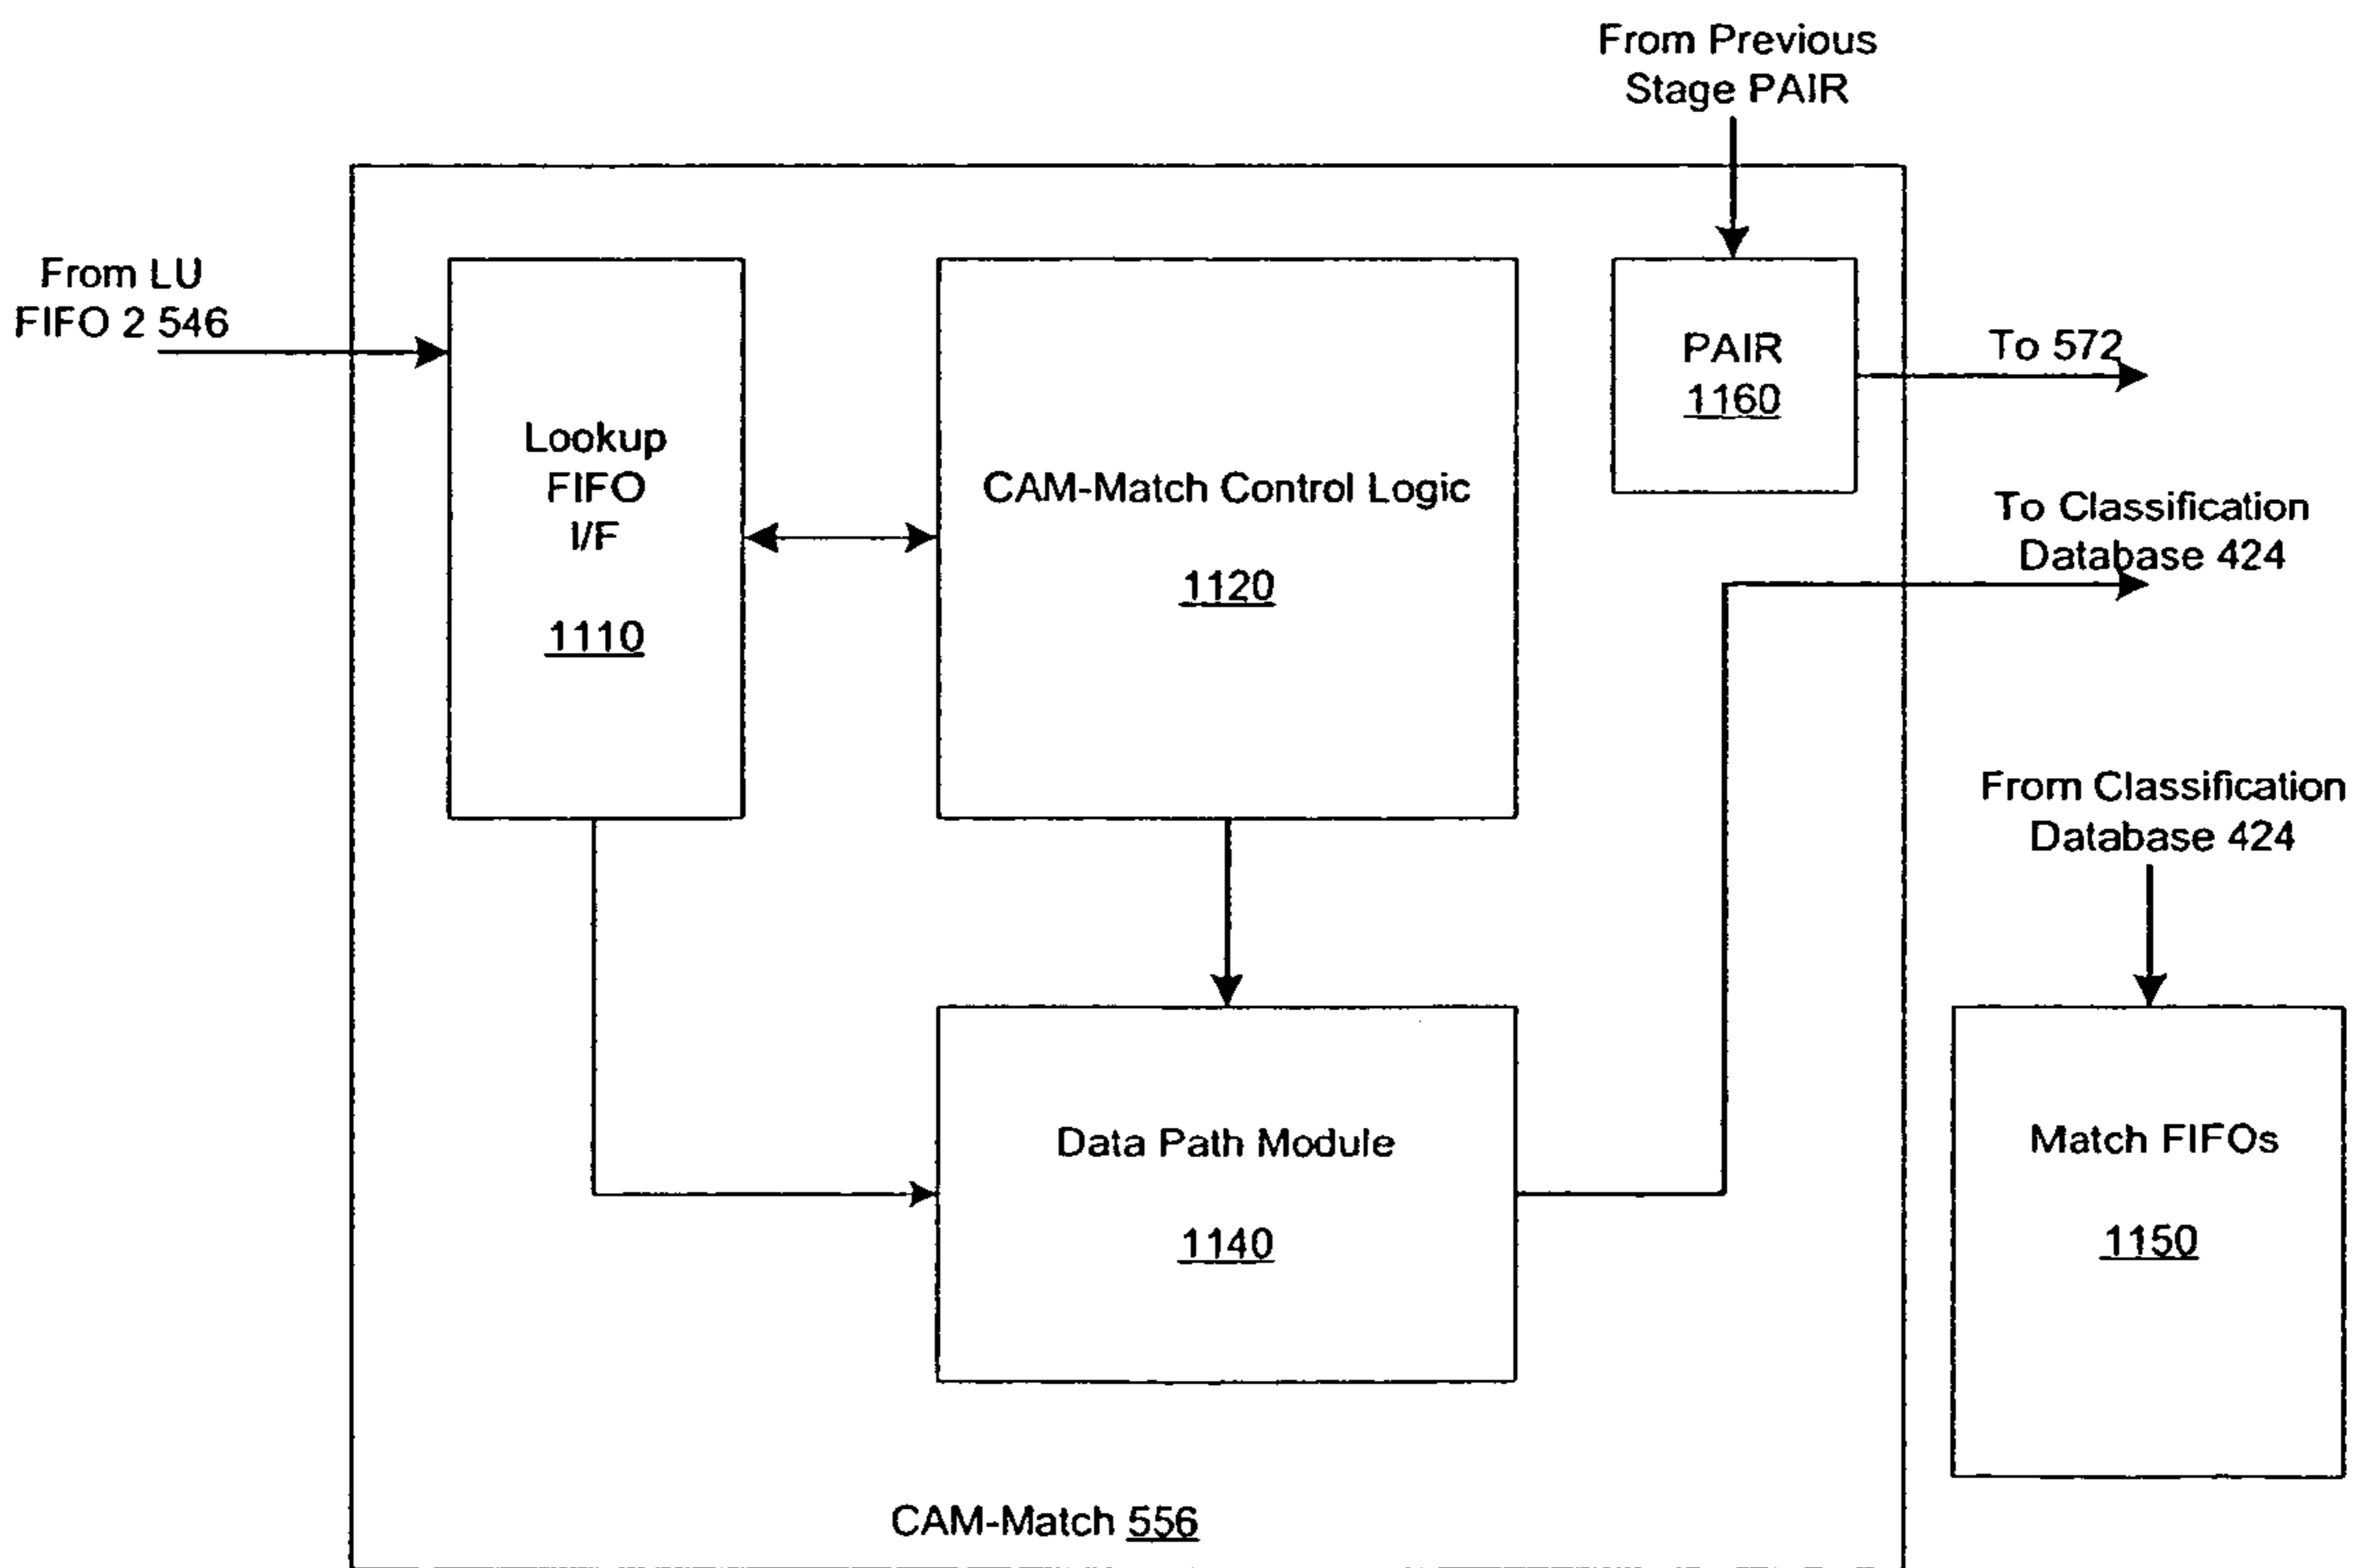 From Previous
Stage PAIR
From LU
FIFO 2 546
Lookup
FIFO
I/F
1110
CAM-Match Control Logic
1120
PAIR
1160
To 572
To Classification
Database 424
From Classification
Database 424
Data Path Module
1140
Match FIFOs
1150
CAM-Match 556